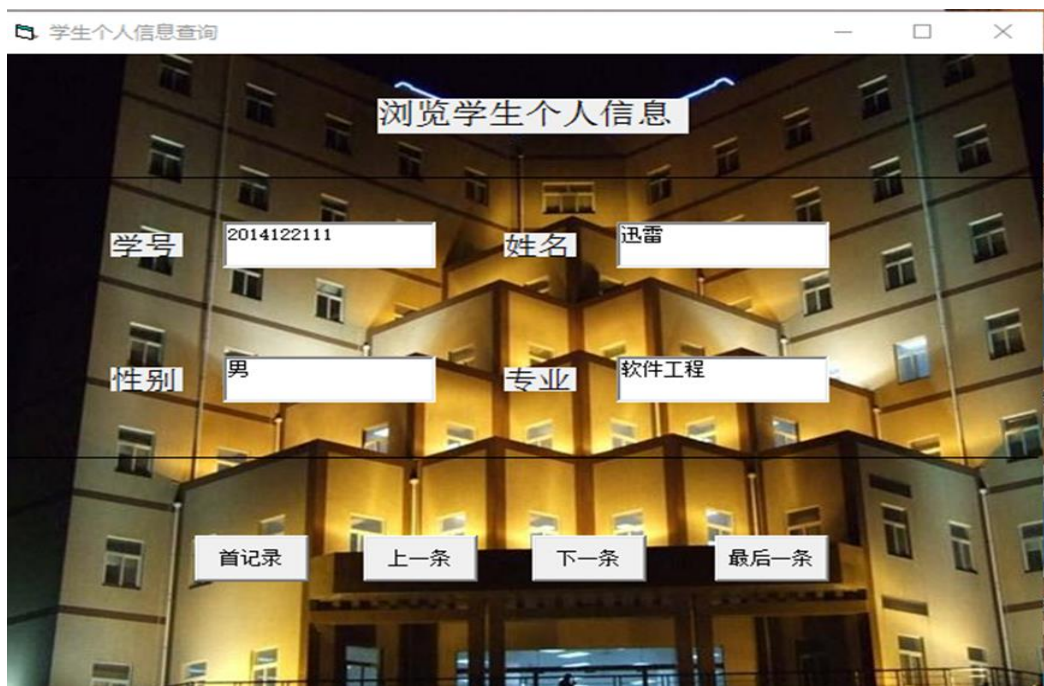 学生个人信息查询
浏览学生个人信息
学号 2014122111 姓名 迅雷
性别 男 专业 软件工程
首记录 上一条 下一条 最后一条